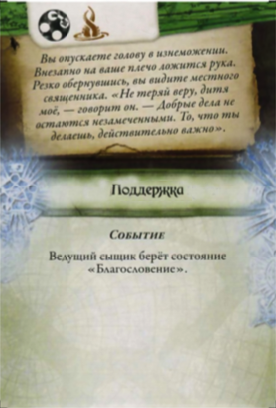 Вы опускаете голову в изнеможении.
Внезапно на ваше плечо ложится рука.
Резко обернувшись, вы видите местного
священника. «Не теряй веру, дитя
моё, — говорит он. — Добрые дела не
остаются незамеченными. То, что ты
делаешь, действительно важно».
Поддержка
Событие
Ведущий сыщик берёт состояние
«Благословение».